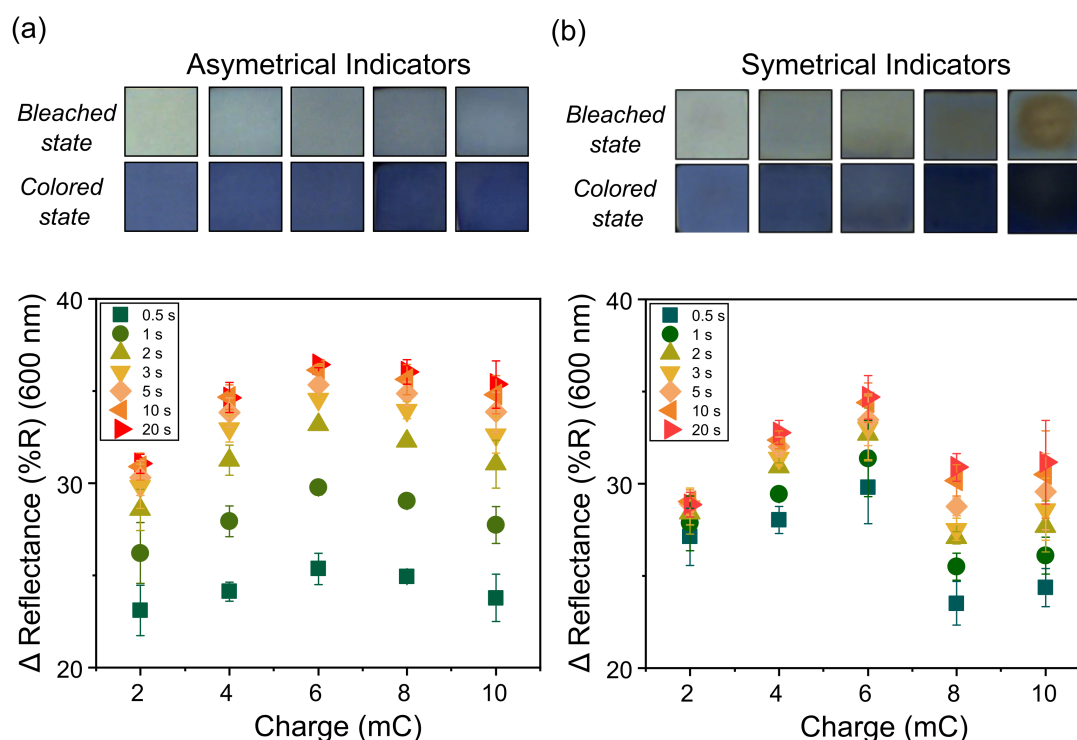 (a)
Asymetrical Indicators
Bleached
state
Colored
state
Δ Reflectance (%R) (600 nm)
40
30
20
0.5 s
1 s
2 s
3 s
5 s
10 s
20 s
2 4 6 8 10
Charge (mC)
(b)
Symetrical Indicators
Bleached
state
Colored
state
Δ Reflectance (%R) (600 nm)
40
30
20
0.5 s
1 s
2 s
3 s
5 s
10 s
20 s
2 4 6 8 10
Charge (mC)